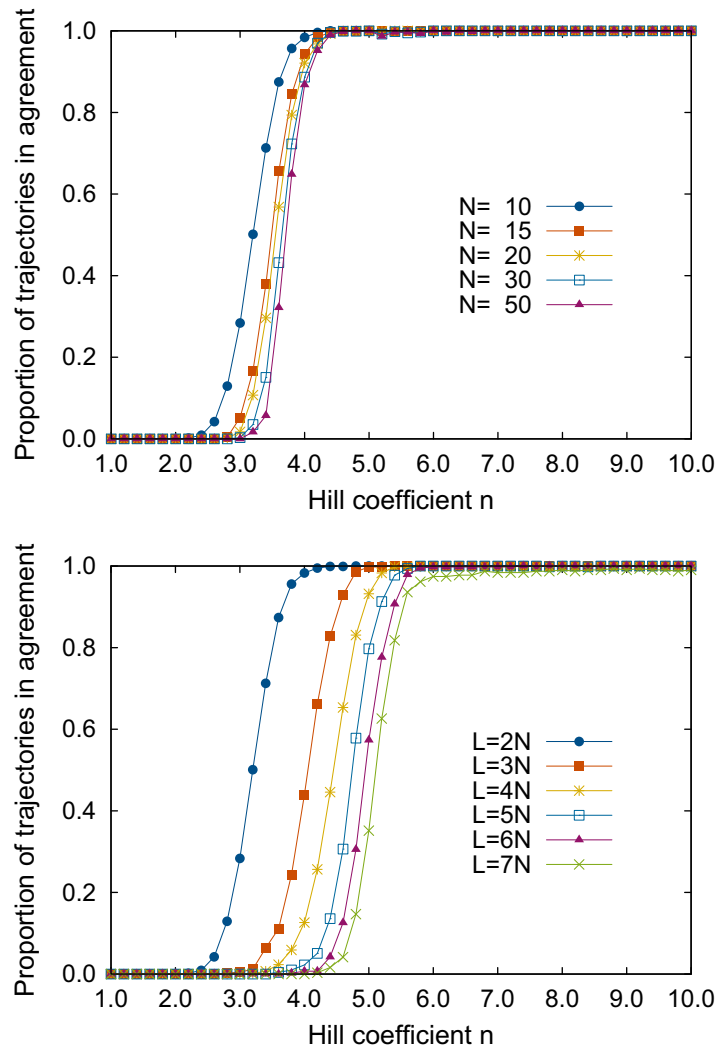 Proportion of trajectories in agreement
1.0
0.8
0.6
0.4
0.2
0.0
N= 10
N= 15
N= 20
N= 30
N= 50
1.0 2.0 3.0 4.0 5.0 6.0 7.0 8.0 9.0 10.0
Hill coefficient n
Proportion of trajectories in agreement
1.0
0.8
0.6
0.4
0.2
0.0
L=2N
L=3N
L=4N
L=5N
L=6N
L=7N
1.0 2.0 3.0 4.0 5.0 6.0 7.0 8.0 9.0 10.0
Hill coefficient n